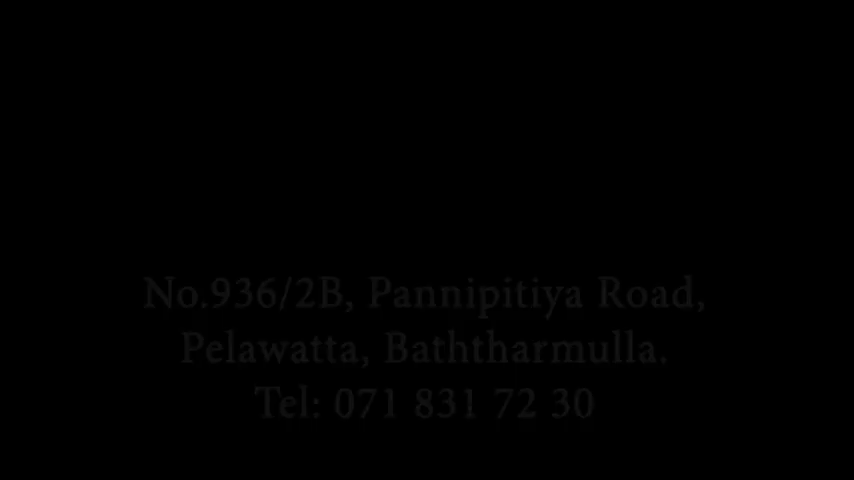 No.936/2B, Pannipitiya Road,
Pelawatta, Baththarmulla.
Tel: 071 831 72 30